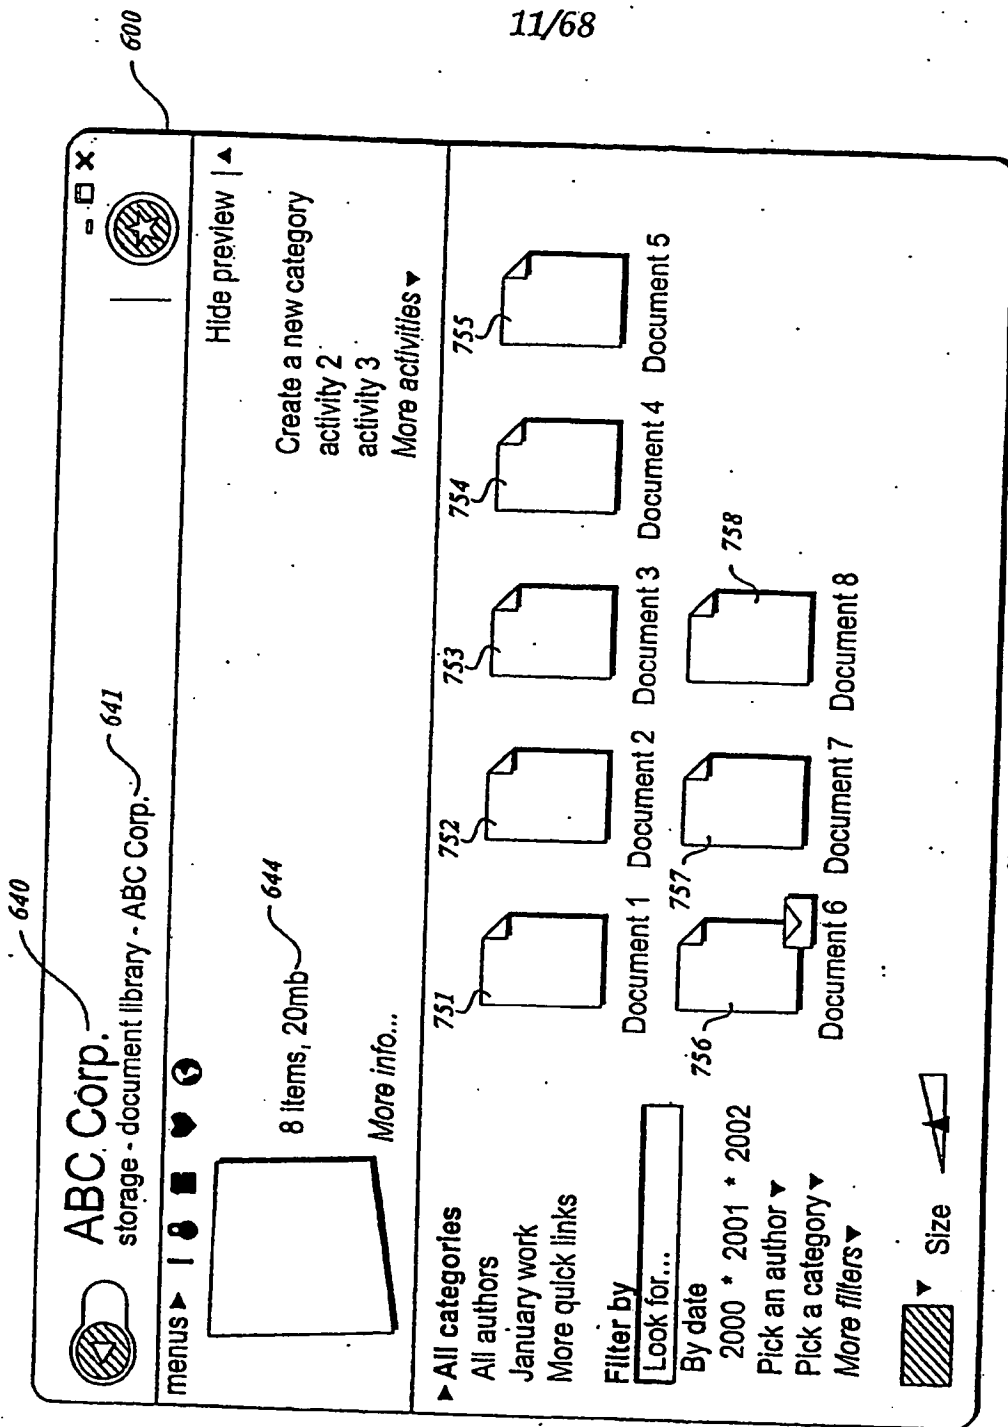 11/68
600
640
ABC Corp.
storage - document library - ABC Corp.
641
menus
Hide preview
8 items, 20mb
644
More info...
Create a new category
activity 2
activity 3
More activities
All categories
All authors
January work
More quick links
Filter by
Look for...
By date
2000 * 2001 * 2002
Pick an author
Pick a category
More filters
Size
751
752
753
754
755
Document 1
Document 2
Document 3
Document 4
Document 5
756
757
758
Document 6
Document 7
Document 8